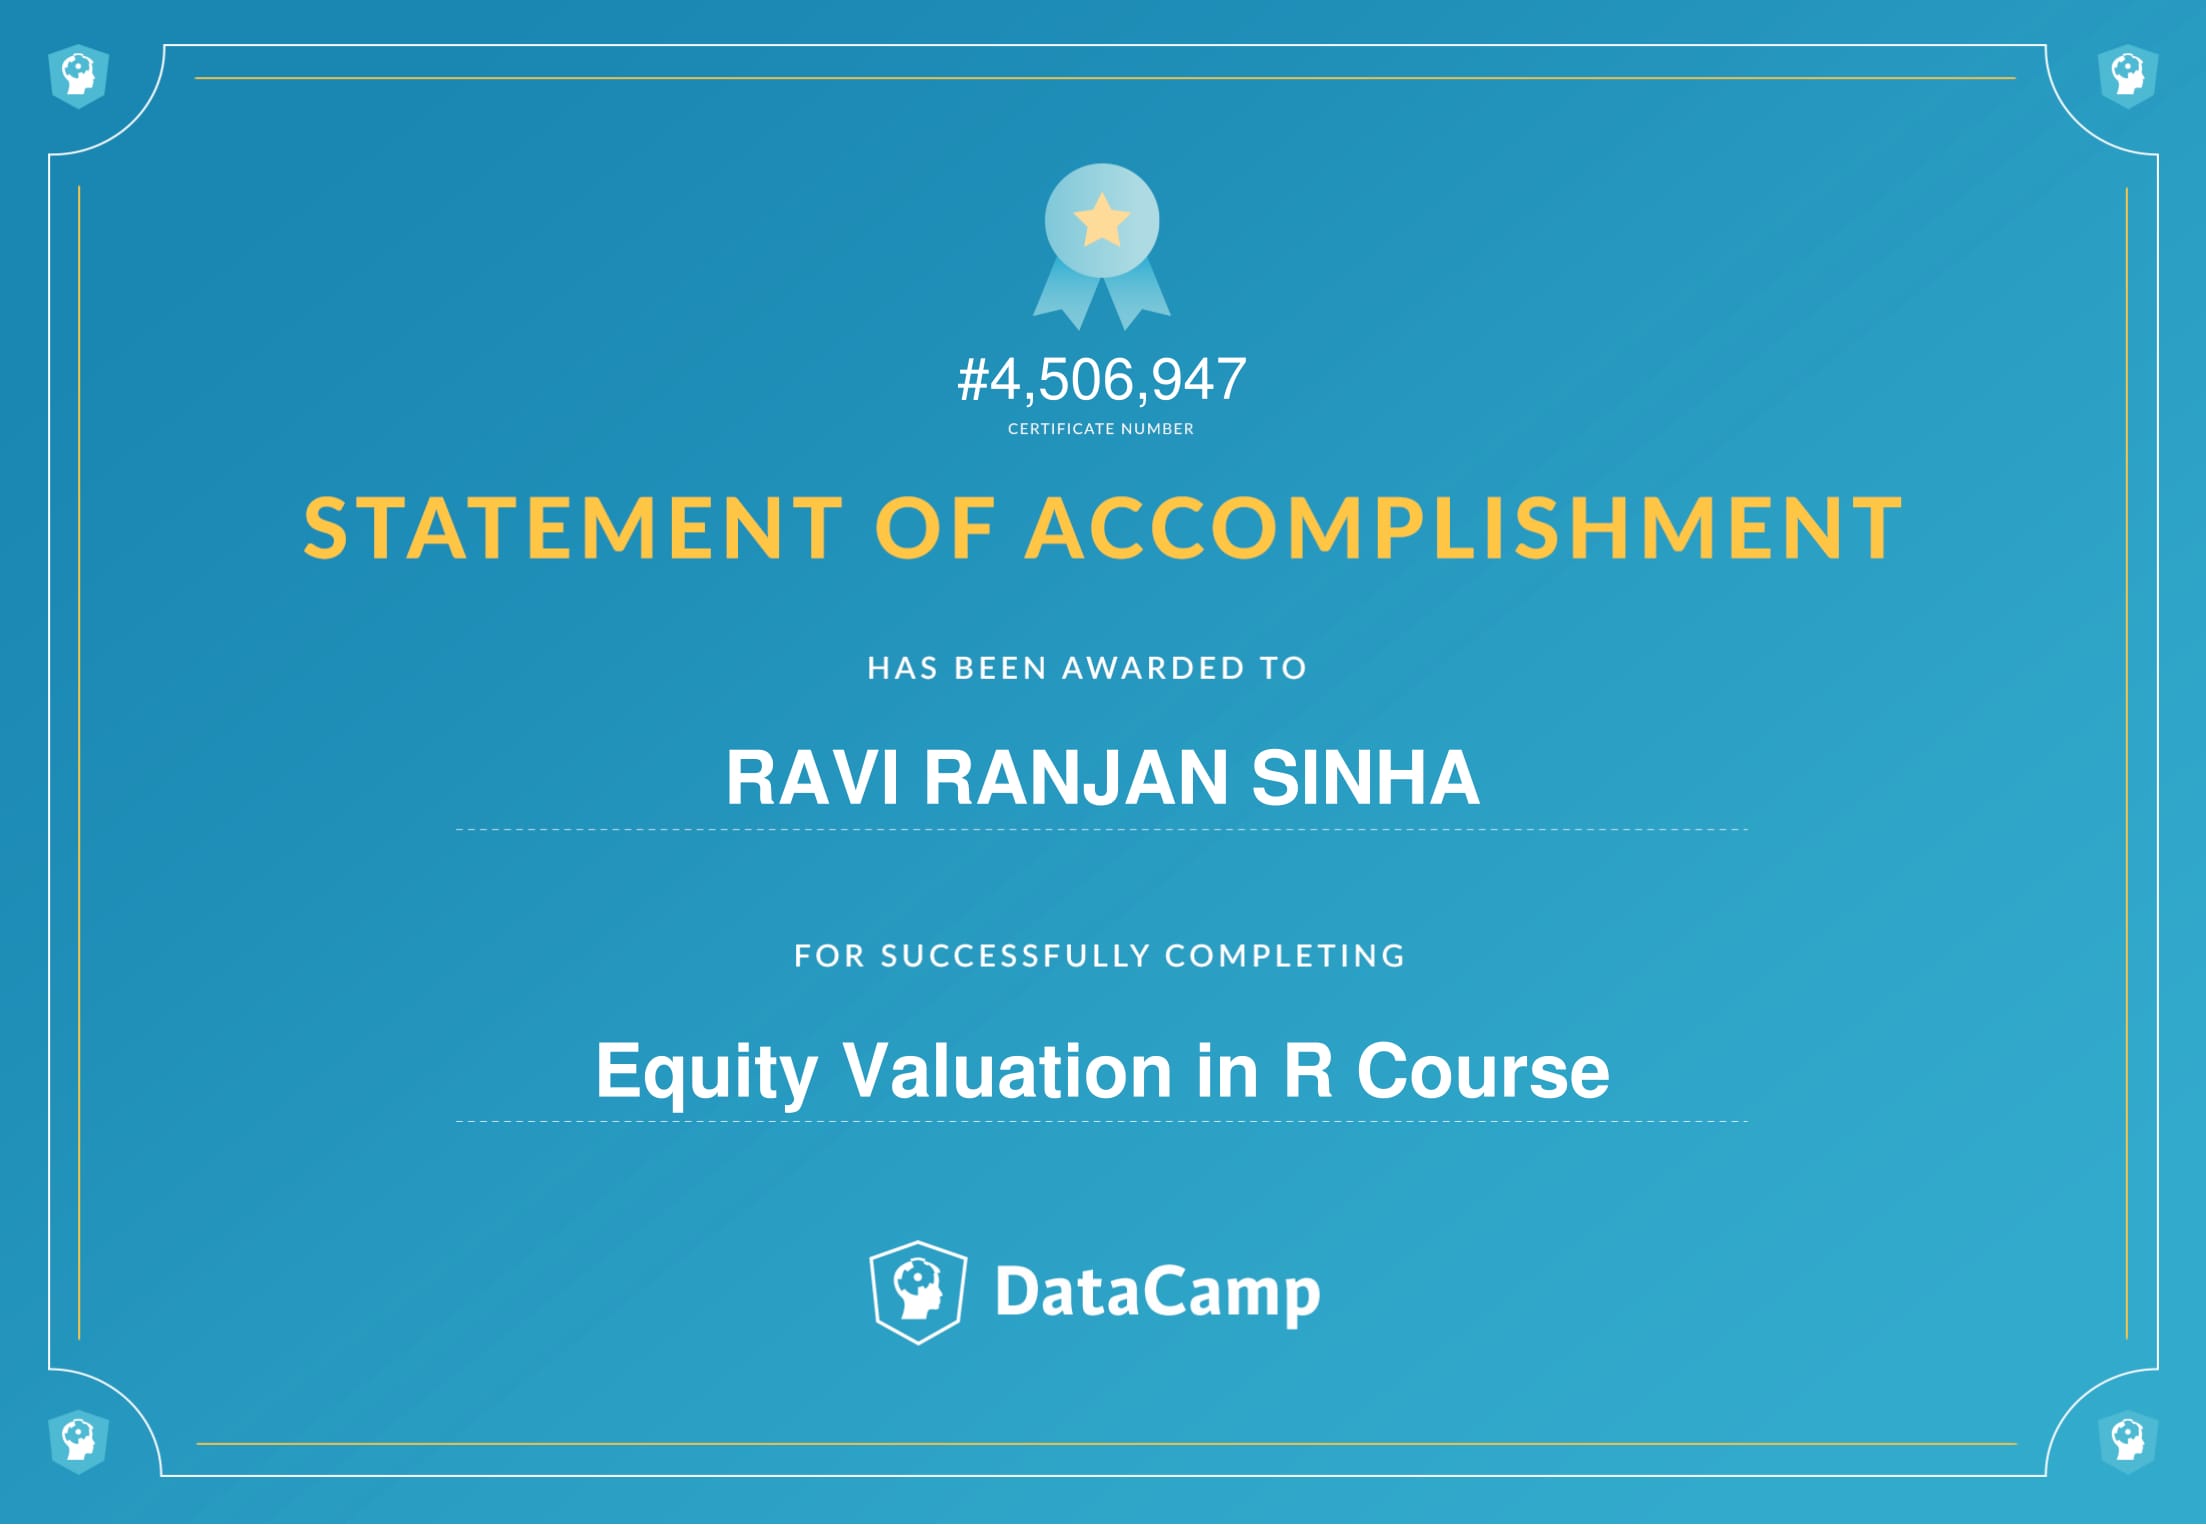 #4,506,947
CERTIFICATE NUMBER
STATEMENT OF ACCOMPLISHMENT
HAS BEEN AWARDED TO
RAVI RANJAN SINHA
FOR SUCCESSFULLY COMPLETING
Equity Valuation in R Course
DataCamp